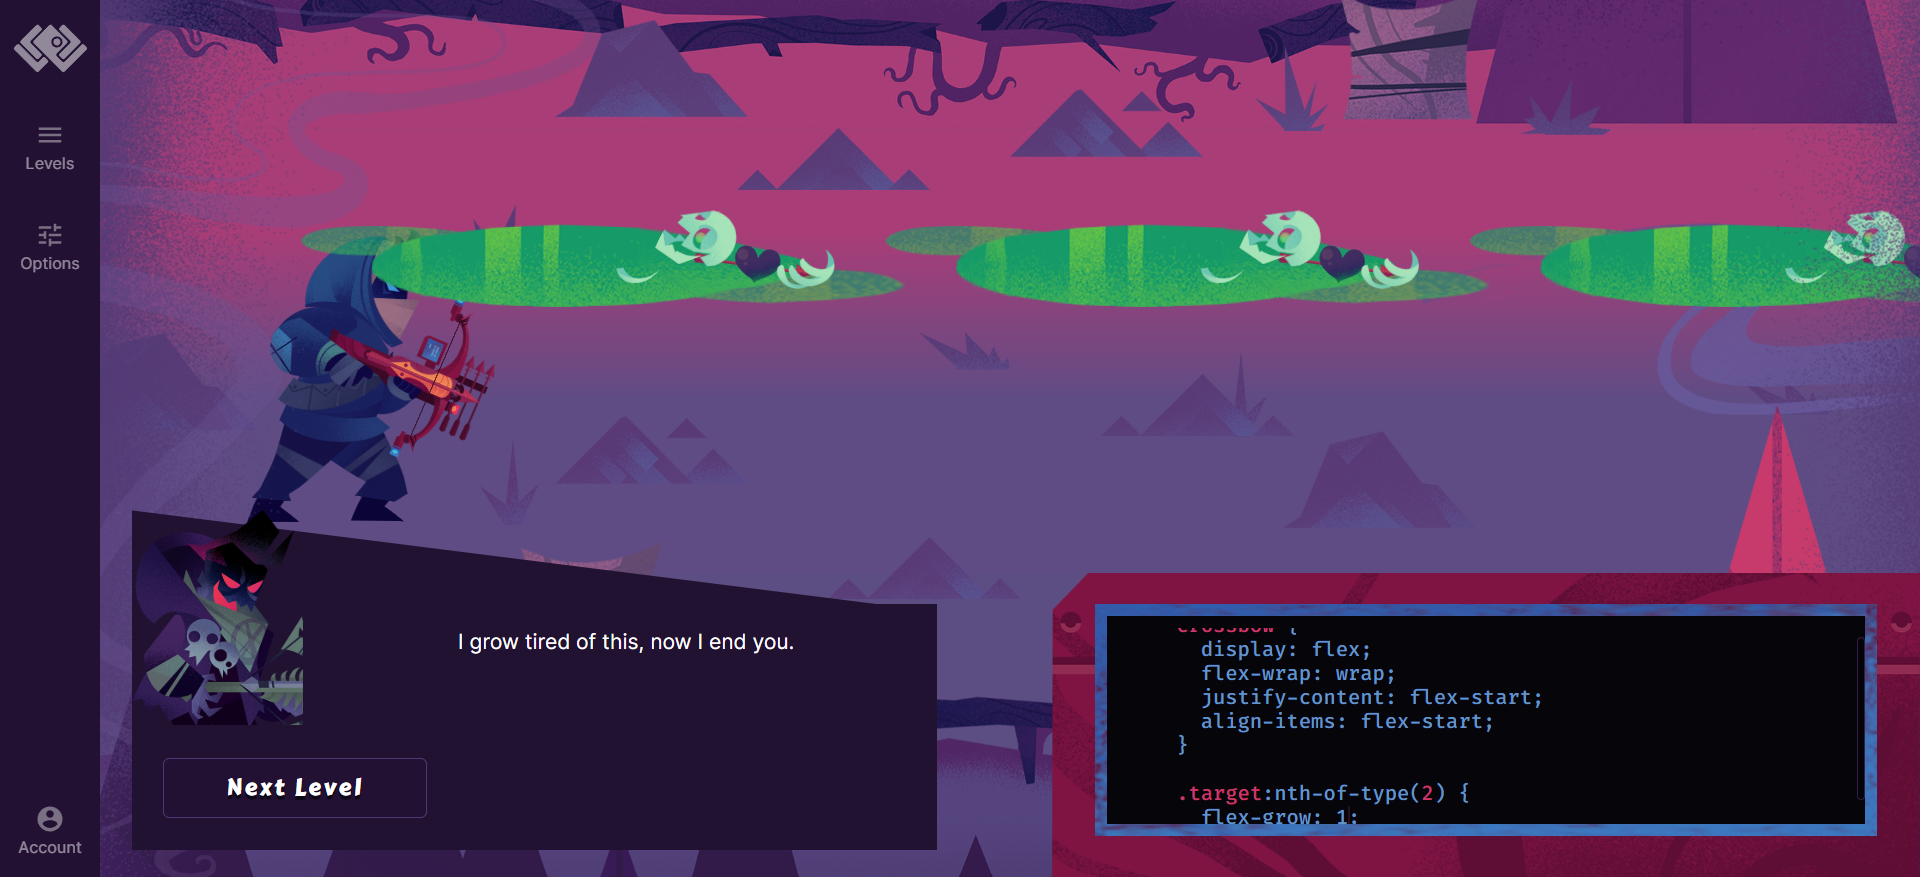 Levels
Options
I grow tired of this, now I end you.
Next Level
Account
crossbow {
display: flex;
flex-wrap: wrap;
justify-content: flex-start;
align-items: flex-start;
}
.target:nth-of-type(2) {
flex-grow: 1;